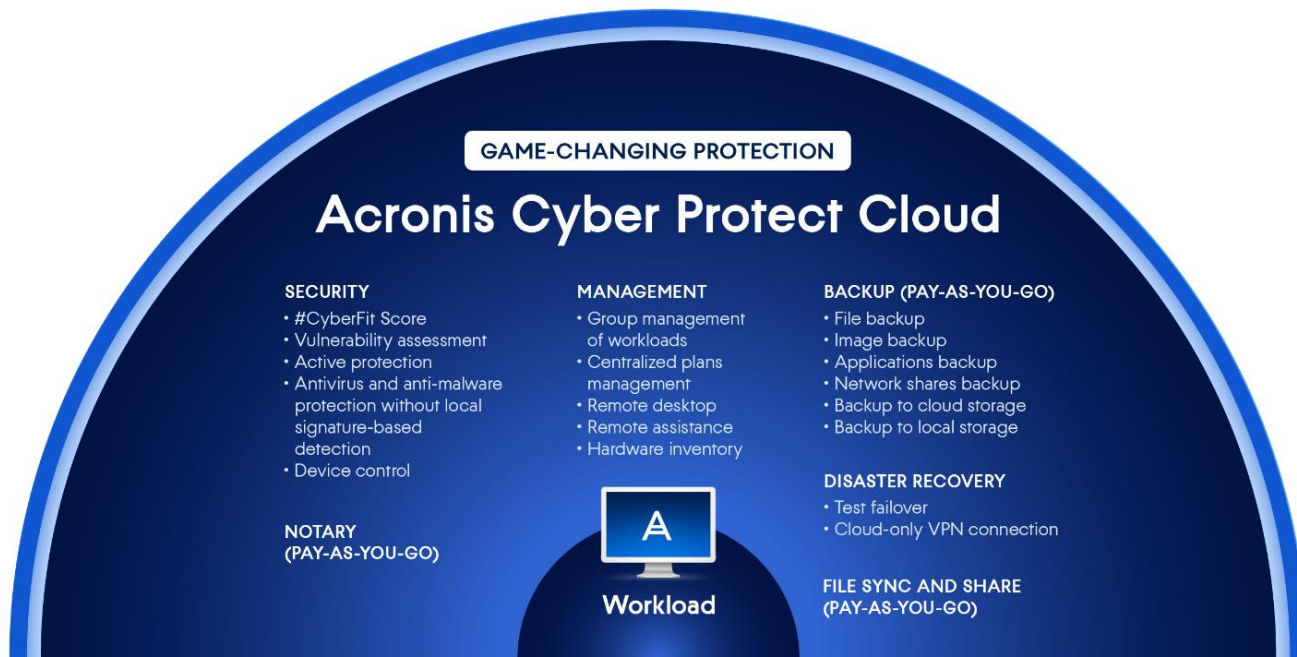 GAME-CHANGING PROTECTION
Acronis Cyber Protect Cloud
SECURITY
• #CyberFit Score
• Vulnerability assessment
• Active protection
• Antivirus and anti-malware
protection without local
signature-based
detection
• Device control
NOTARY
(PAY-AS-YOU-GO)
MANAGEMENT
• Group management
of workloads
• Centralized plans
management
• Remote desktop
• Remote assistance
• Hardware inventory
A
Workload
BACKUP (PAY-AS-YOU-GO)
• File backup
• Image backup
• Applications backup
• Network shares backup
• Backup to cloud storage
• Backup to local storage
DISASTER RECOVERY
• Test failover
• Cloud-only VPN connection
FILE SYNC AND SHARE
(PAY-AS-YOU-GO)